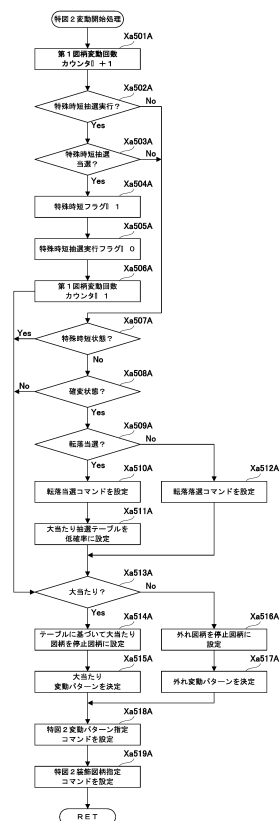 特図２変動開始処理
Xa501A
第１図柄変動回数
カウンタ ＋１
Xa502A
特殊時短抽選実行？
No
Yes
Xa503A
特殊時短抽選
当選？
No
Yes
Xa504A
特殊時短フラグ １
Xa505A
特殊時短抽選実行フラグ ０
Xa506A
第１図柄変動回数
カウンタ １
Xa507A
特殊時短状態？
Yes
No
Xa508A
確変状態？
No
Yes
Xa509A
転落当選？
No
Yes
Xa510A
転落当選コマンドを設定
Xa512A
転落落選コマンドを設定
Xa511A
大当たり抽選テーブルを
低確率に設定
Xa513A
大当たり？
No
Yes
Xa514A
テーブルに基づいて大当たり
図柄を停止図柄に設定
Xa516A
外れ図柄を停止図柄に
設定
Xa515A
大当たり
変動パターンを決定
Xa517A
外れ変動パターンを決定
Xa518A
特図２変動パターン指定
コマンドを設定
Xa519A
特図２装飾図柄指定
コマンドを設定
ＲＥＴ